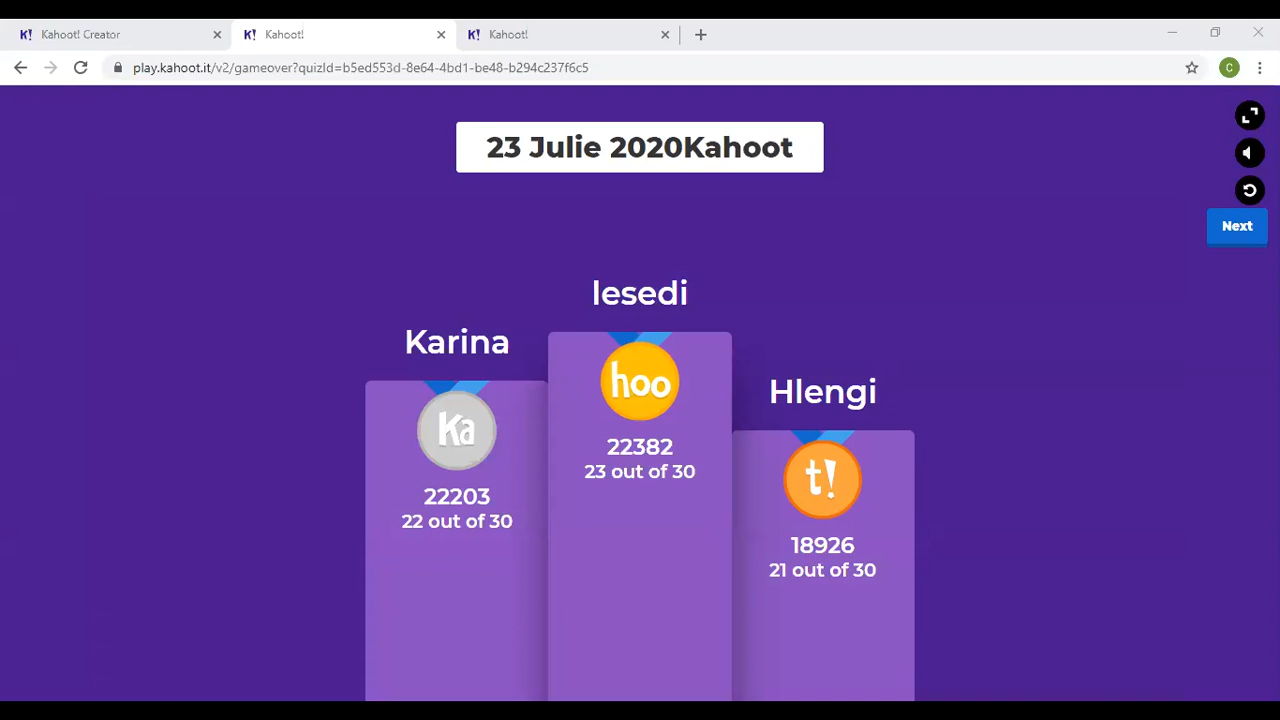 Kahoot! Creator
Kahoot!
Kahoot!
play.kahoot.it/v2/gameover?quizId=b5ed553d-8e64-4bd1-be48-b294c237f6c5
C
23 Julie 2020Kahoot
Next
lesedi
Karina
Hlengi
hoo
Ka
t!
22382
23 out of 30
22203
22 out of 30
18926
21 out of 30